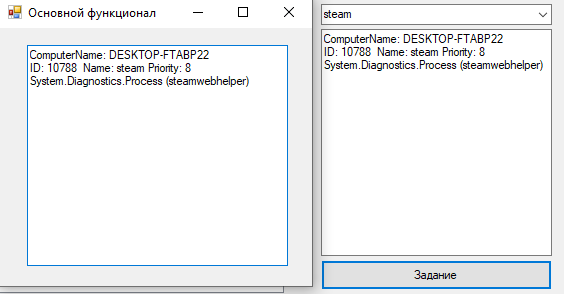 Основной функционал
ComputerName: DESKTOP-FTABP22
ID: 10788  Name: steam Priority: 8
System.Diagnostics.Process (steamwebhelper)
steam
ComputerName: DESKTOP-FTABP22
ID: 10788  Name: steam Priority: 8
System.Diagnostics.Process (steamwebhelper)
Задание